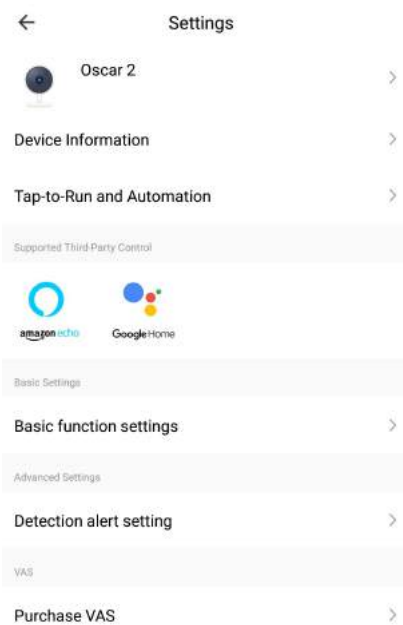 Settings
Oscar 2
Device Information
Tap-to-Run and Automation
Supported Third-Party Control
amazon echo
Google Home
Basic Settings
Basic function settings
Advanced Settings
Detection alert setting
VAS
Purchase VAS